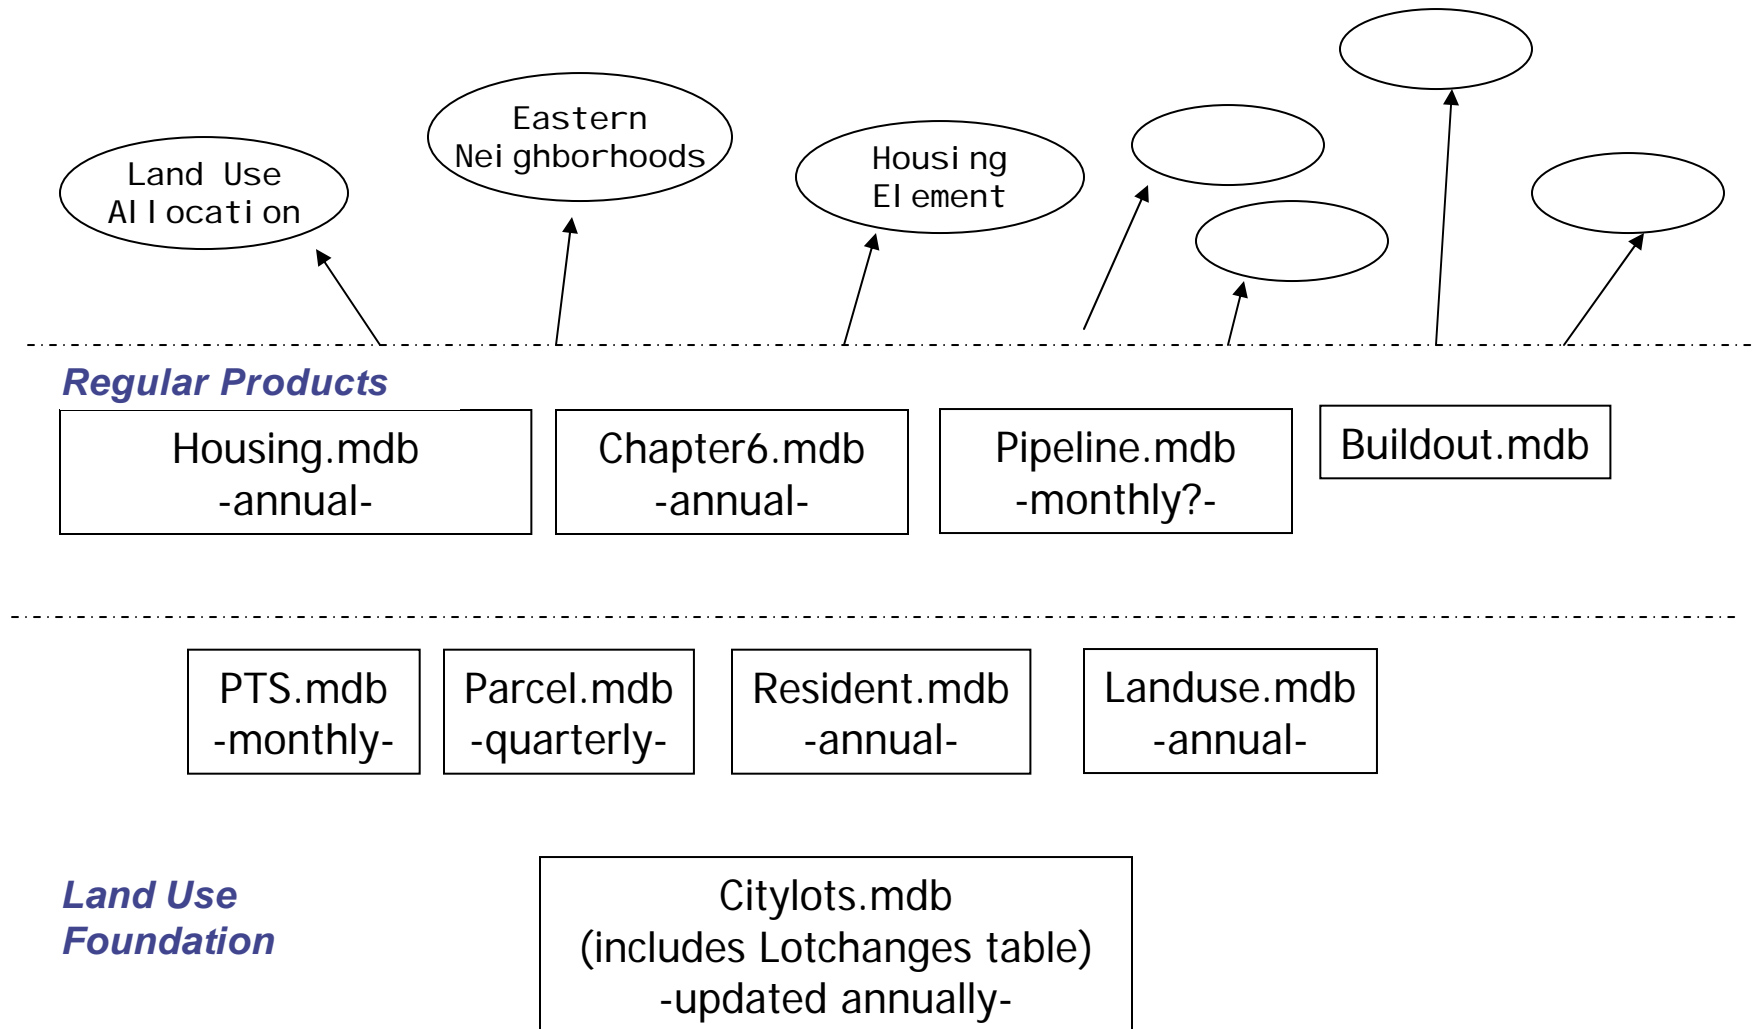 Land Use
Allocation
Eastern
Neighborhoods
Housing
Element
Regular Products
Housing.mdb
-annual-
Chapter6.mdb
-annual-
Pipeline.mdb
-monthly?-
Buildout.mdb
PTS.mdb
-monthly-
Parcel.mdb
-quarterly-
Resident.mdb
-annual-
Landuse.mdb
-annual-
Land Use
Foundation
Citylots.mdb
(includes Lotchanges table)
-updated annually-